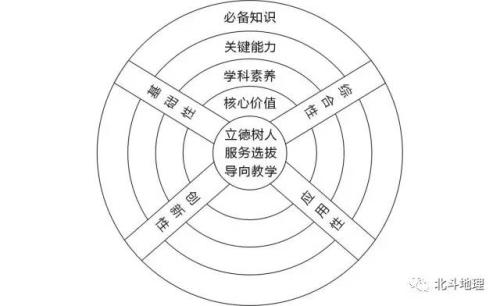 必备知识
关键能力
学科素养
核心价值
基础性
综合性
立德树人
服务选拔
导向教学
创新性
应用性
北斗地理